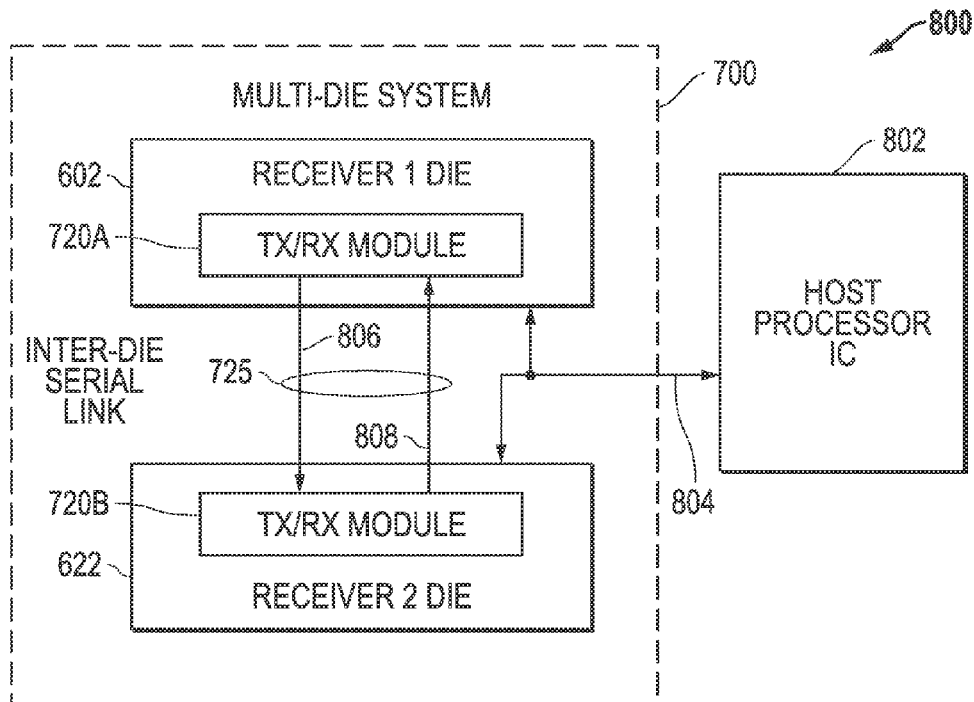 800
MULTI-DIE SYSTEM
700
602
RECEIVER 1 DIE
802
720A
TX/RX MODULE
HOST
PROCESSOR
IC
INTER-DIE
SERIAL
LINK
725
806
808
804
720B
TX/RX MODULE
622
RECEIVER 2 DIE